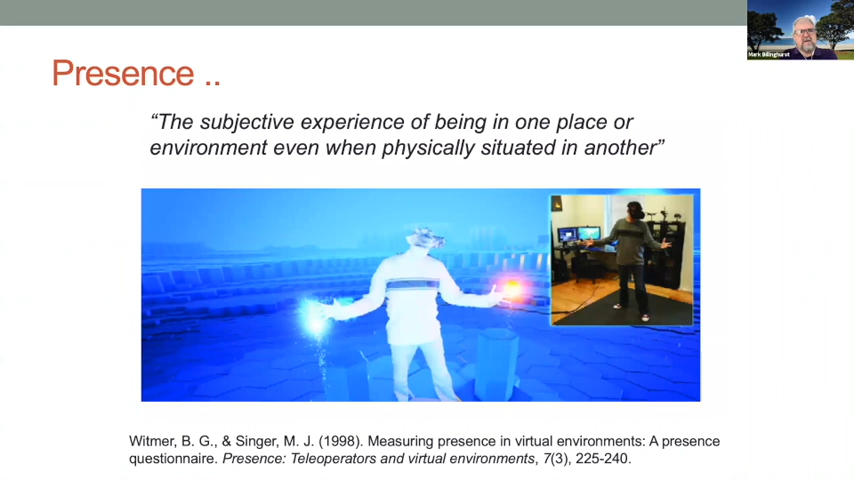 Mark Billinghurst
Presence ..
“The subjective experience of being in one place or
environment even when physically situated in another”
Witmer, B. G., & Singer, M. J. (1998). Measuring presence in virtual environments: A presence
questionnaire. Presence: Teleoperators and virtual environments, 7(3), 225-240.